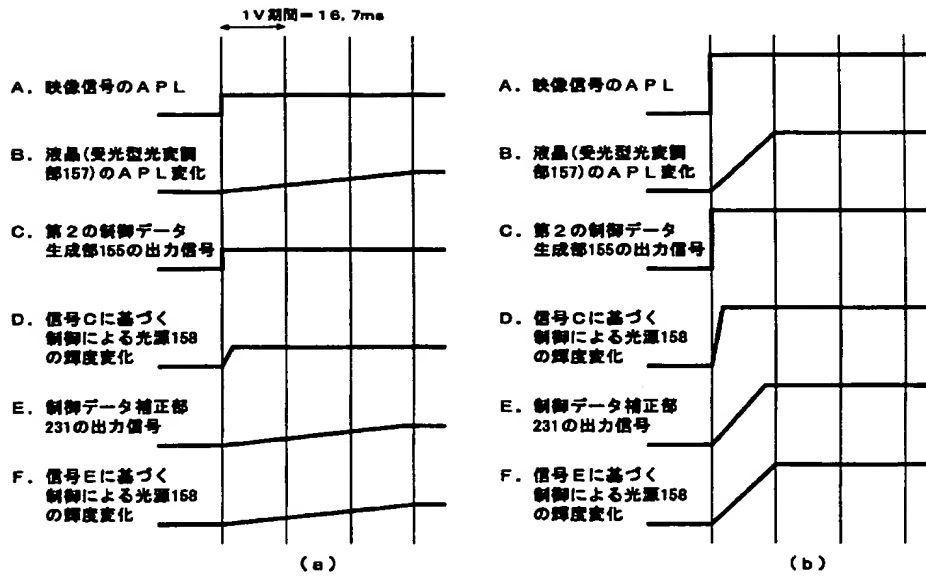 1V期間=16.7ms
A. 映像信号のAPL
B. 液晶(受光型光変調
部157)のAPL変化
C. 第2の制御データ
生成部155の出力信号
D. 信号Cに基づく
制御による光源158
の輝度変化
E. 制御データ補正部
231の出力信号
F. 信号Eに基づく
制御による光源158
の輝度変化
(a)
A. 映像信号のAPL
B. 液晶(受光型光変調
部157)のAPL変化
C. 第2の制御データ
生成部155の出力信号
D. 信号Cに基づく
制御による光源158
の輝度変化
E. 制御データ補正部
231の出力信号
F. 信号Eに基づく
制御による光源158
の輝度変化
(b)